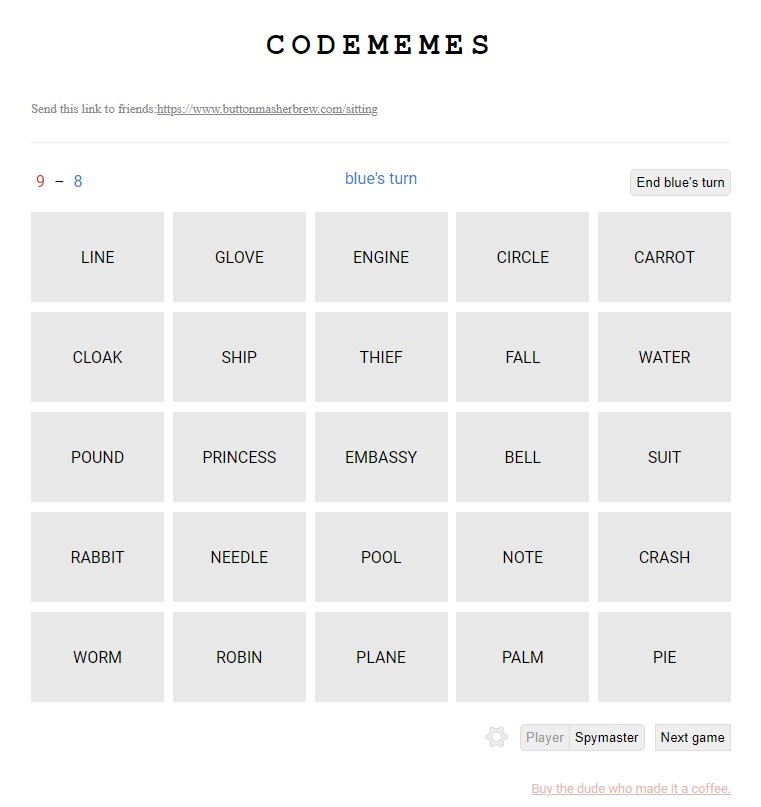 CODEMEMES
Send this link to friends:https://www.buttonmasherbrew.com/sitting
9 – 8 blue's turn End blue's turn
LINE GLOVE ENGINE CIRCLE CARROT
CLOAK SHIP THIEF FALL WATER
POUND PRINCESS EMBASSY BELL SUIT
RABBIT NEEDLE POOL NOTE CRASH
WORM ROBIN PLANE PALM PIE
Player Spymaster Next game
Buy the dude who made it a coffee.